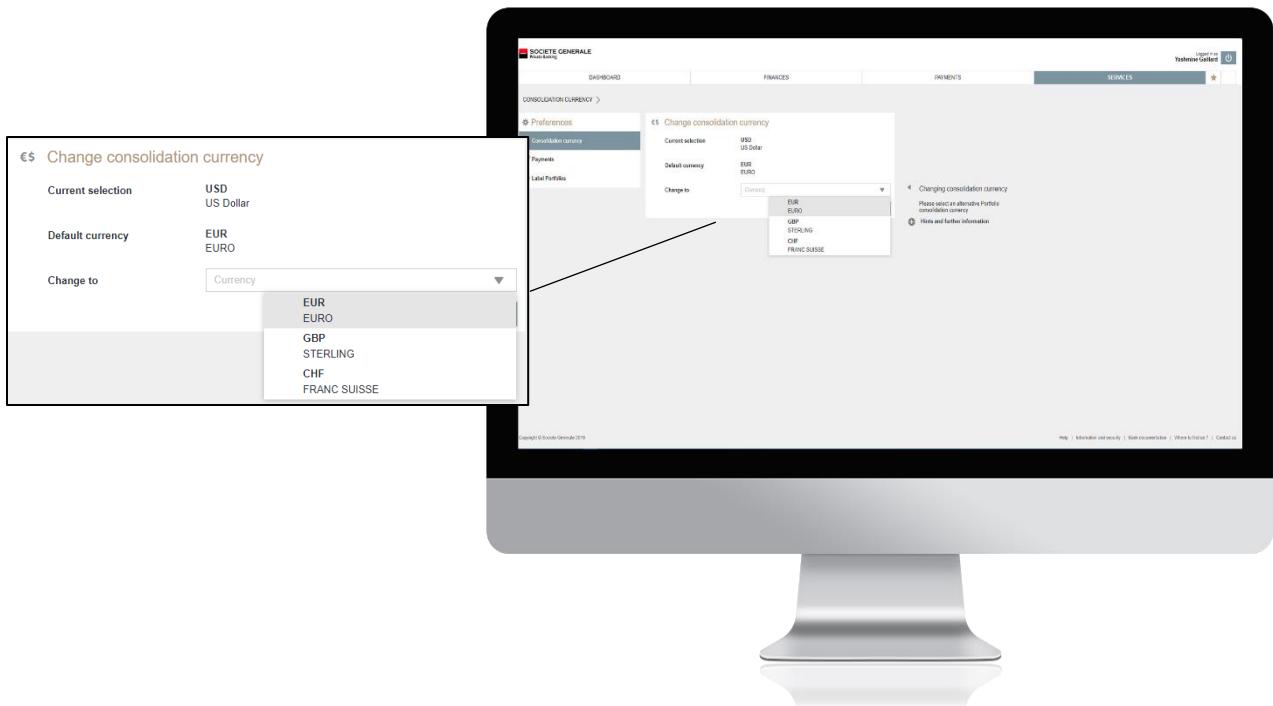 SOCIETE GENERALE
Private Banking
Logged in as
Yashmine Gaillard
DASHBOARD
FINANCES
PAYMENTS
SERVICES
CONSOLIDATION CURRENCY >
Preferences
Consolidation currency
Payments
Label Portfolios
€$ Change consolidation currency
Current selection
USD
US Dollar
Default currency
EUR
EURO
Change to
Currency
EUR
EURO
GBP
STERLING
CHF
FRANC SUISSE
Changing consolidation currency
Please select an alternative Portfolio
consolidation currency
Hints and further information
Copyright © Societe Generale 2019
Help | Information and security | Bank documentation | Where to find us ? | Contact us
€$ Change consolidation currency
Current selection
USD
US Dollar
Default currency
EUR
EURO
Change to
Currency
EUR
EURO
GBP
STERLING
CHF
FRANC SUISSE